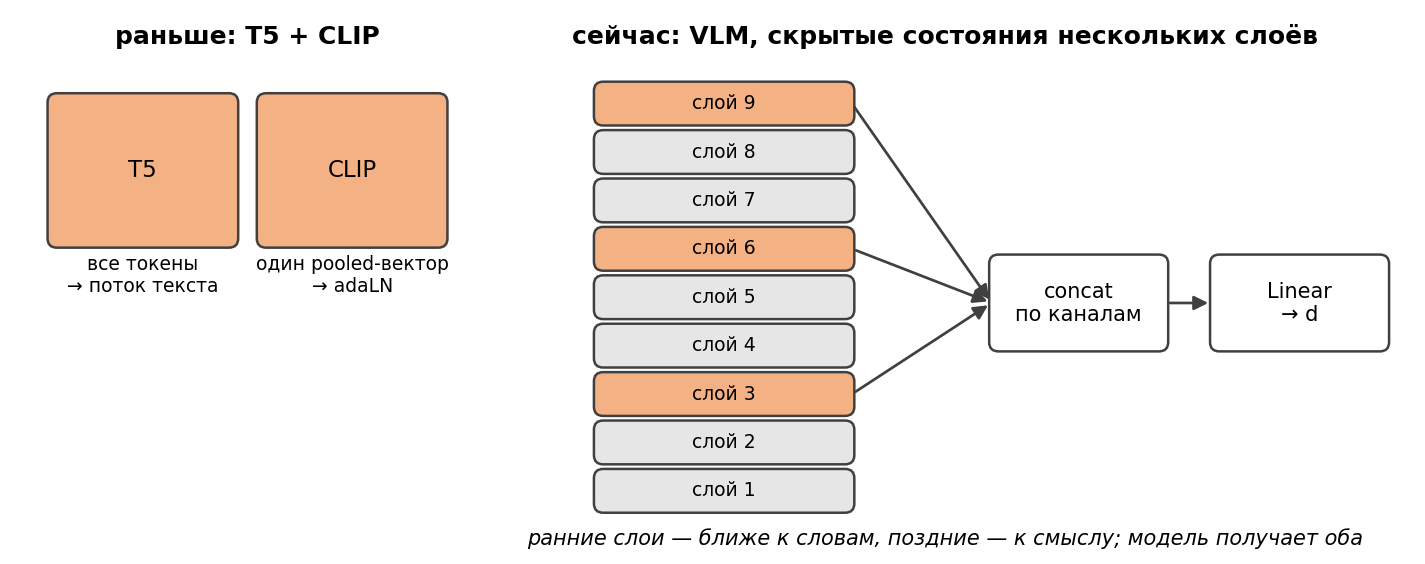 раньше: T5 + CLIP
T5
CLIP
все токены
→ поток текста
один pooled-вектор
→ adaLN
сейчас: VLM, скрытые состояния нескольких слоёв
слой 9
слой 8
слой 7
слой 6
слой 5
слой 4
слой 3
слой 2
слой 1
concat
по каналам
Linear
→ d
ранние слои — ближе к словам, поздние — к смыслу; модель получает оба